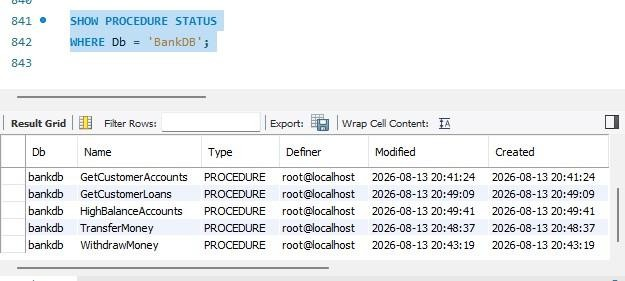 840
841 SHOW PROCEDURE STATUS
842 WHERE Db = 'BankDB';
843
Result Grid Filter Rows: Export: Wrap Cell Content:
Db Name Type Definer Modified Created
bankdb GetCustomerAccounts PROCEDURE root@localhost 2026-08-13 20:41:24 2026-08-13 20:41:24
bankdb GetCustomerLoans PROCEDURE root@localhost 2026-08-13 20:49:09 2026-08-13 20:49:09
bankdb HighBalanceAccounts PROCEDURE root@localhost 2026-08-13 20:49:41 2026-08-13 20:49:41
bankdb TransferMoney PROCEDURE root@localhost 2026-08-13 20:48:37 2026-08-13 20:48:37
bankdb WithdrawMoney PROCEDURE root@localhost 2026-08-13 20:43:19 2026-08-13 20:43:19